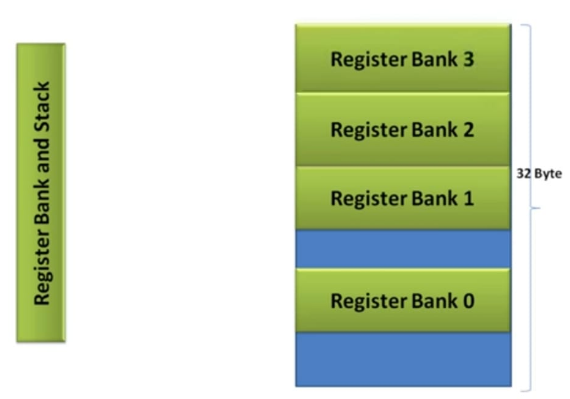 Register Bank and Stack
Register Bank 3
Register Bank 2
32 Byte
Register Bank 1
Register Bank 0